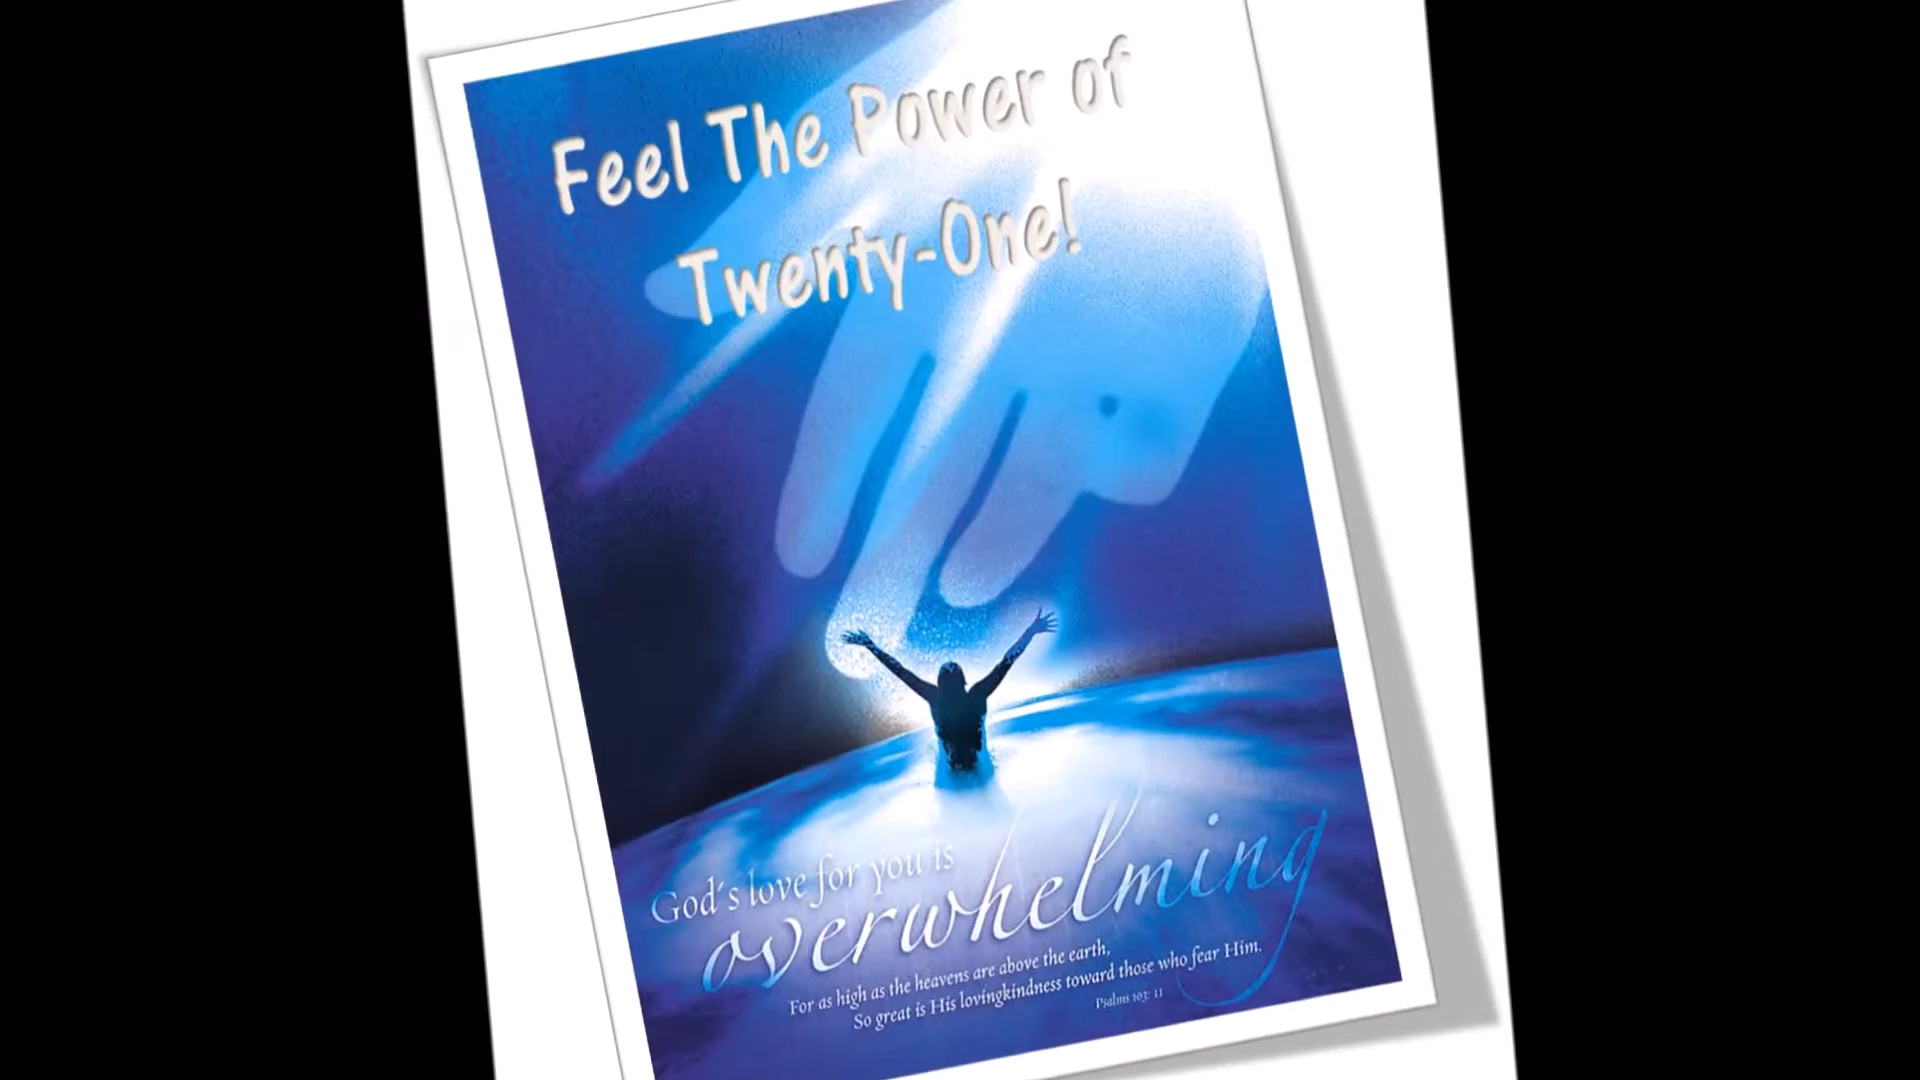 Feel The Power of
Twenty-One!
God's love for you is
overwhelming
For as high as the heavens are above the earth,
So great is His lovingkindness toward those who fear Him.
Psalms 103: 11